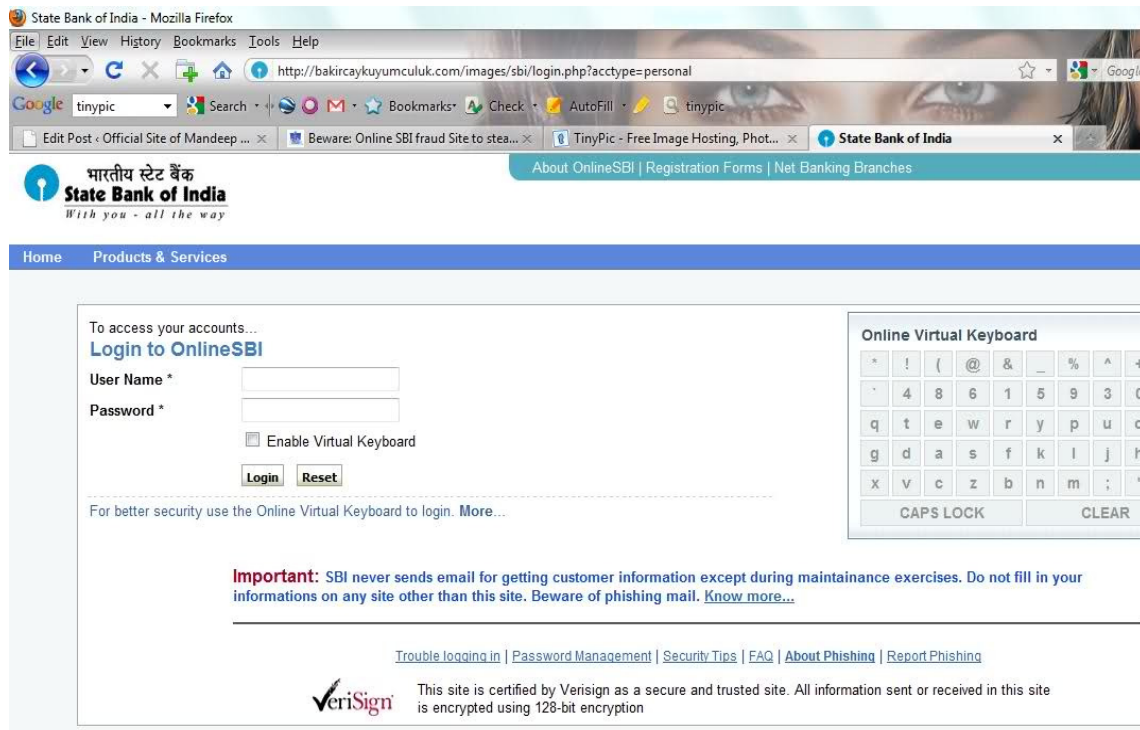 State Bank of India - Mozilla Firefox
File Edit View History Bookmarks Tools Help
http://bakircaykuyumculuk.com/images/sbi/login.php?acctype=personal
Google tinypic Search Bookmarks Check AutoFill tinypic
Edit Post ‹ Official Site of Mandeep ... Beware: Online SBI fraud Site to stea... TinyPic - Free Image Hosting, Phot... State Bank of India
About OnlineSBI | Registration Forms | Net Banking Branches
भारतीय स्टेट बैंक
State Bank of India
With you - all the way
Home Products & Services
To access your accounts...
Login to OnlineSBI
User Name *
Password *
Enable Virtual Keyboard
Login Reset
For better security use the Online Virtual Keyboard to login. More...
Online Virtual Keyboard
* ! ( @ & _ % ^ +
` 4 8 6 1 5 9 3 0
q t e w r y p u
g d a s f k l j h
x v c z b n m ;
CAPS LOCK CLEAR
Important: SBI never sends email for getting customer information except during maintainance exercises. Do not fill in your
informations on any site other than this site. Beware of phishing mail. Know more...
Trouble logging in | Password Management | Security Tips | FAQ | About Phishing | Report Phishing
VeriSign
This site is certified by Verisign as a secure and trusted site. All information sent or received in this site
is encrypted using 128-bit encryption